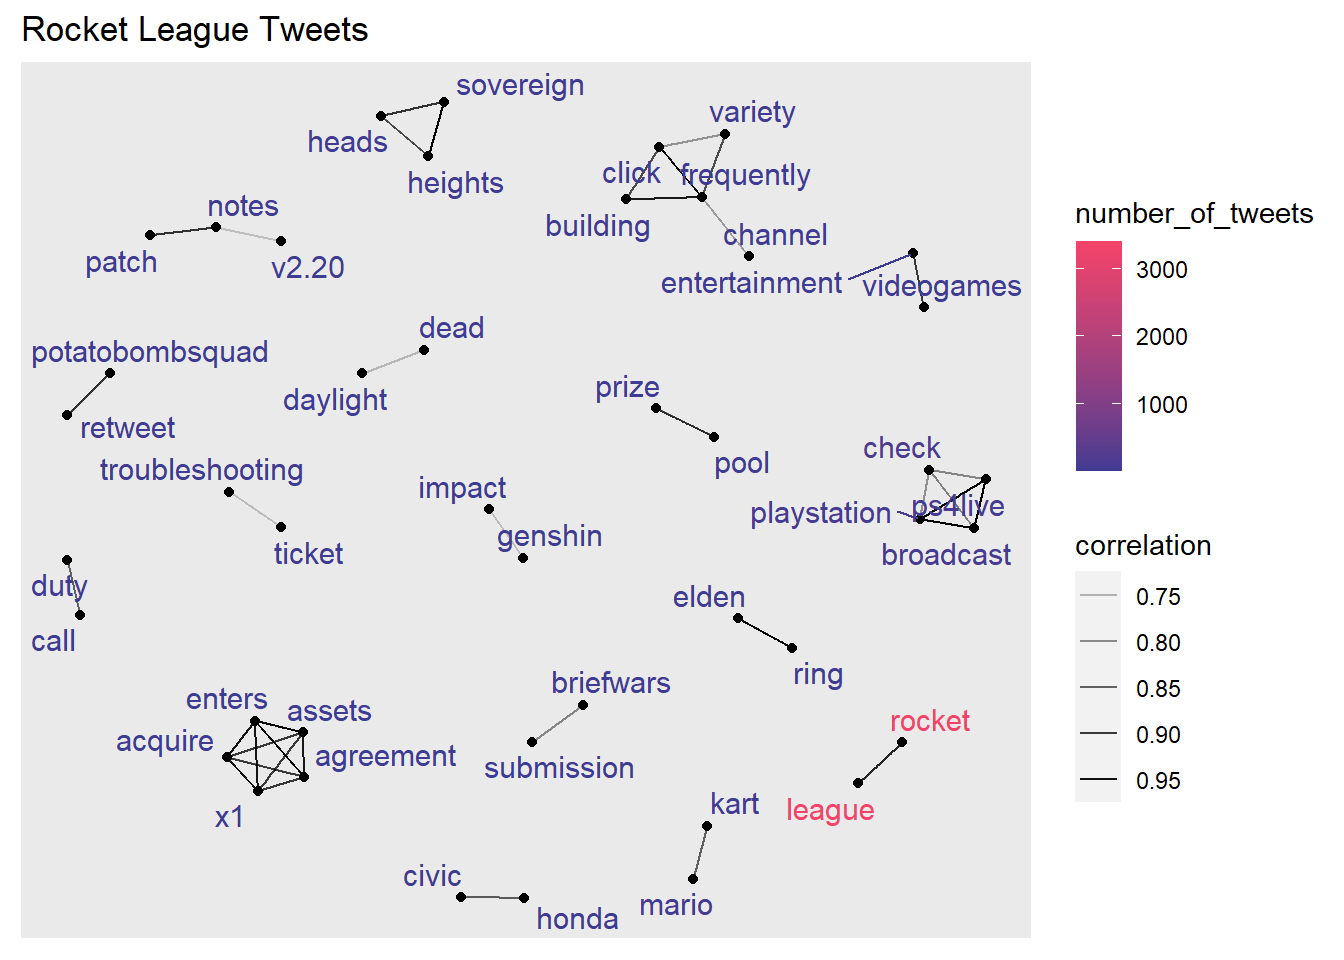 Rocket League Tweets
sovereign
heads
heights
variety
click
frequently
building
channel
entertainment
videogames
notes
patch
v2.20
potatobombsquad
retweet
dead
daylight
prize
pool
troubleshooting
ticket
impact
genshin
check
ps4live
playstation
broadcast
duty
call
elden
ring
enters
assets
acquire
agreement
x1
briefwars
submission
rocket
league
kart
mario
civic
honda
number_of_tweets
3000
2000
1000
correlation
0.75
0.80
0.85
0.90
0.95